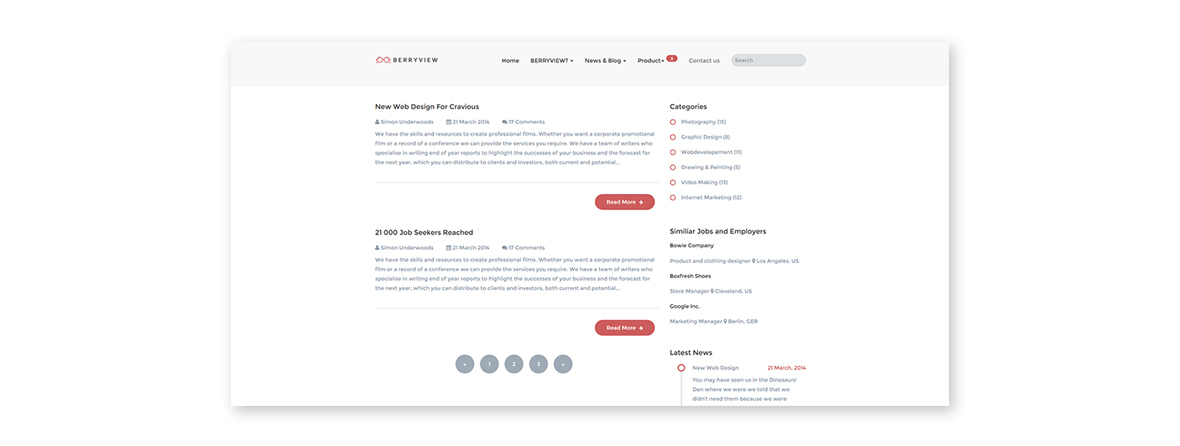 BERRYVIEW
Home BERRYVIEW? News & Blog Product 3 Contact us Search
New Web Design For Cravious
Simon Underwoods 21 March 2014 17 Comments
We have the skills and resources to create professional films. Whether you want a corporate promotional
film or a record of a conference we can provide the services you require. We have a team of writers who
specialise in writing end of year reports to highlight the successes of your business and the forecast for
the next year, which you can distribute to clients and investors, both current and potential...
Read More
21 000 Job Seekers Reached
Simon Underwoods 21 March 2014 17 Comments
We have the skills and resources to create professional films. Whether you want a corporate promotional
film or a record of a conference we can provide the services you require. We have a team of writers who
specialise in writing end of year reports to highlight the successes of your business and the forecast for
the next year, which you can distribute to clients and investors, both current and potential...
Read More
« 1 2 3 »
Categories
Photography (15)
Graphic Design (8)
Webdevelopement (11)
Drawing & Painting (5)
Video Making (13)
Internet Marketing (12)
Similiar Jobs and Employers
Bowie Company
Product and clothing designer Los Angeles, US
Boxfresh Shoes
Store Manager Cleveland, US
Google Inc.
Marketing Manager Berlin, GER
Latest News
New Web Design 21 March, 2014
You may have seen us in the Dinosaurs'
Den where we were we told that we
didn't need them because we were